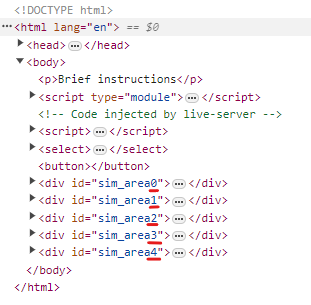 <!DOCTYPE html>
<html lang="en"> == $0
<head> </head>
<body>
<p>Brief instructions</p>
<script type="module"> </script>
<!-- Code injected by live-server -->
<script> </script>
<select> </select>
<button></button>
<div id="sim_area0"> </div>
<div id="sim_area1"> </div>
<div id="sim_area2"> </div>
<div id="sim_area3"> </div>
<div id="sim_area4"> </div>
</body>
</html>